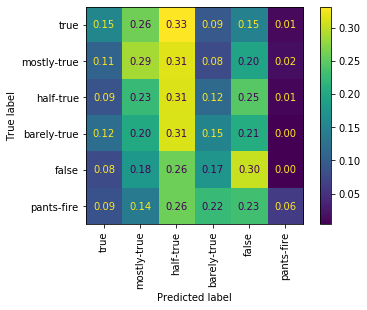 true 0.15 0.26 0.33 0.09 0.15 0.01
mostly-true 0.11 0.29 0.31 0.08 0.20 0.02
half-true 0.09 0.23 0.31 0.12 0.25 0.01
barely-true 0.12 0.20 0.31 0.15 0.21 0.00
false 0.08 0.18 0.26 0.17 0.30 0.00
pants-fire 0.09 0.14 0.26 0.22 0.23 0.06
True label
true
mostly-true
half-true
barely-true
false
pants-fire
Predicted label
0.30
0.25
0.20
0.15
0.10
0.05